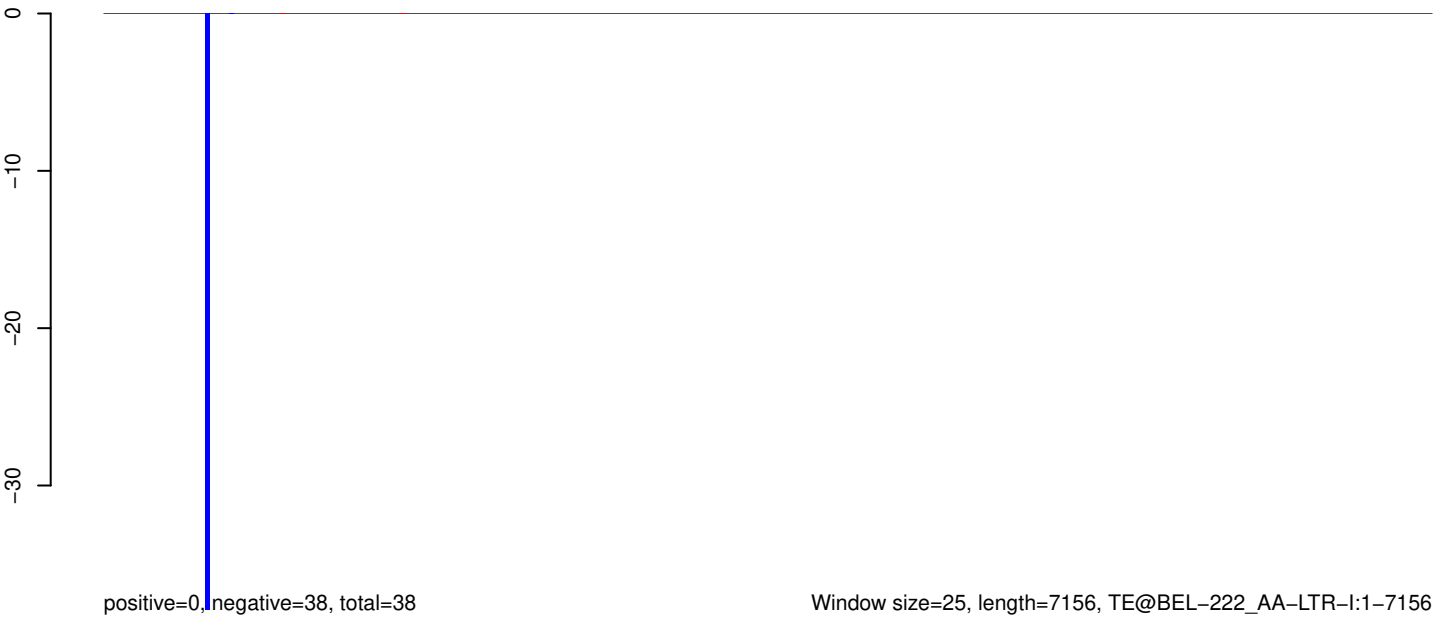 0
−10
−20
−30
positive=0, negative=38, total=38
Window size=25, length=7156, TE@BEL−222_AA−LTR−I:1−7156